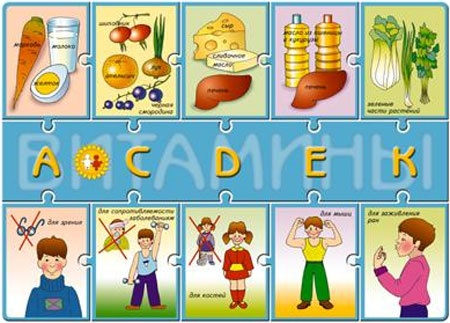 морковь
молоко
желток
шиповник
апельсин
лук
черная
смородина
сыр
сливочное
масло
печень
масло из пшеницы
и кукурузы
печень
зеленые
части растений
ВИТАМИНЫ
A C D E K
для зрения
для сопротивляемости
заболеваниям
для костей
для мышц
для заживления
ран